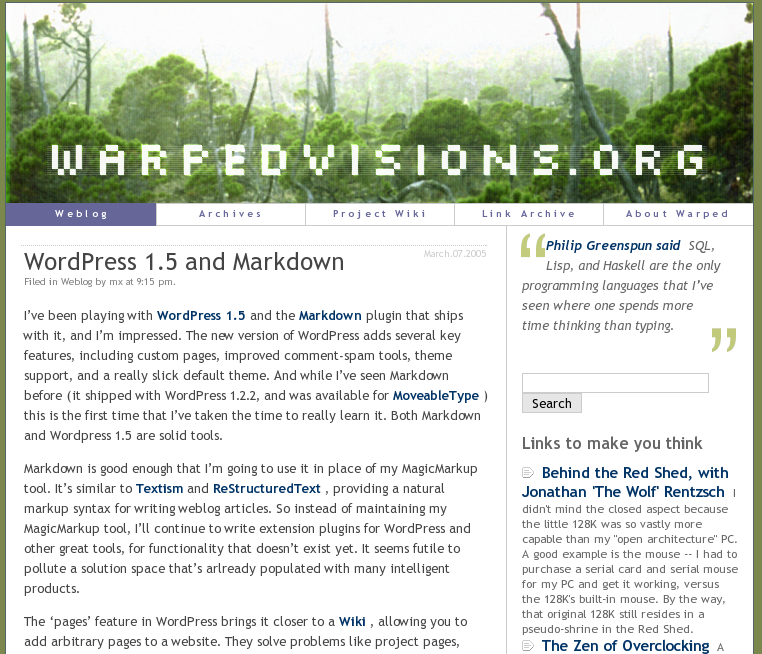 WARPEDVISIONS.ORG
Weblog Archives Project Wiki Link Archive About Warped
March.07.2005
WordPress 1.5 and Markdown
Filed in Weblog by mx at 9:15 pm.
I've been playing with WordPress 1.5 and the Markdown plugin that ships
with it, and I'm impressed. The new version of WordPress adds several key
features, including custom pages, improved comment-spam tools, theme
support, and a really slick default theme. And while I've seen Markdown
before (it shipped with WordPress 1.2.2, and was available for MoveableType )
this is the first time that I've taken the time to really learn it. Both Markdown
and Wordpress 1.5 are solid tools.
Markdown is good enough that I'm going to use it in place of my MagicMarkup
tool. It's similar to Textism and ReStructuredText , providing a natural
markup syntax for writing weblog articles. So instead of maintaining my
MagicMarkup tool, I'll continue to write extension plugins for WordPress and
other great tools, for functionality that doesn't exist yet. It seems futile to
pollute a solution space that's arlready populated with many intelligent
products.
The ‘pages’ feature in WordPress brings it closer to a Wiki , allowing you to
add arbitrary pages to a website. They solve problems like project pages,
“ Philip Greenspun said SQL,
Lisp, and Haskell are the only
programming languages that I've
seen where one spends more
time thinking than typing.
”
Search
Links to make you think
Behind the Red Shed, with
Jonathan 'The Wolf' Rentzsch I
didn't mind the closed aspect because
the little 128K was so vastly more
capable than my "open architecture" PC.
A good example is the mouse -- I had to
purchase a serial card and serial mouse
for my PC and get it working, versus
the 128K's built-in mouse. By the way,
that original 128K still resides in a
pseudo-shrine in the Red Shed.
The Zen of Overclocking A